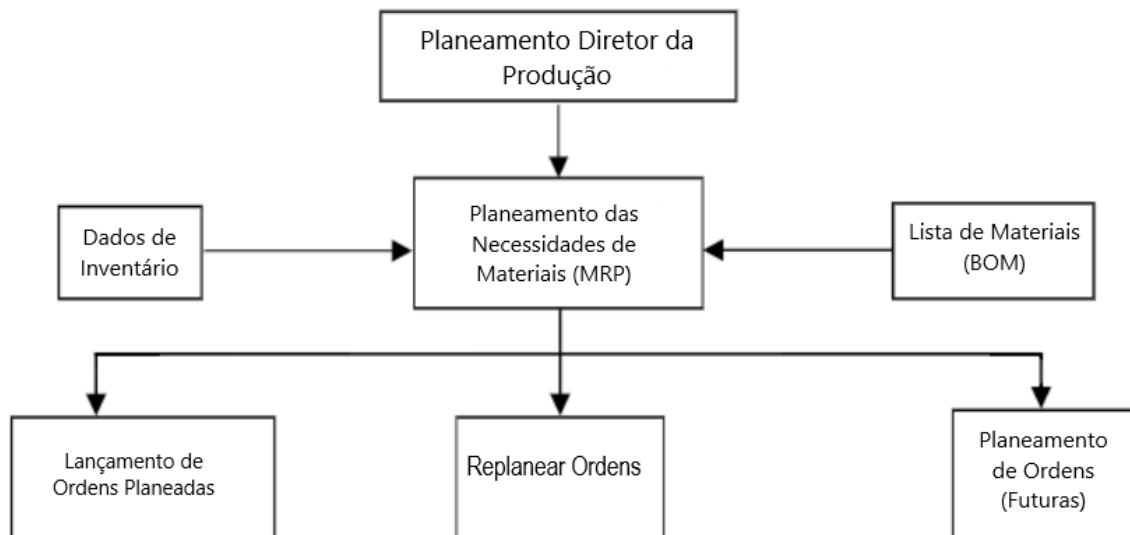 Planeamento Diretor da
Produção
Planeamento das
Necessidades de
Materiais (MRP)
Dados de
Inventário
Lista de Materiais
(BOM)
Lançamento de
Ordens Planeadas
Replanear Ordens
Planeamento
de Ordens
(Futuras)